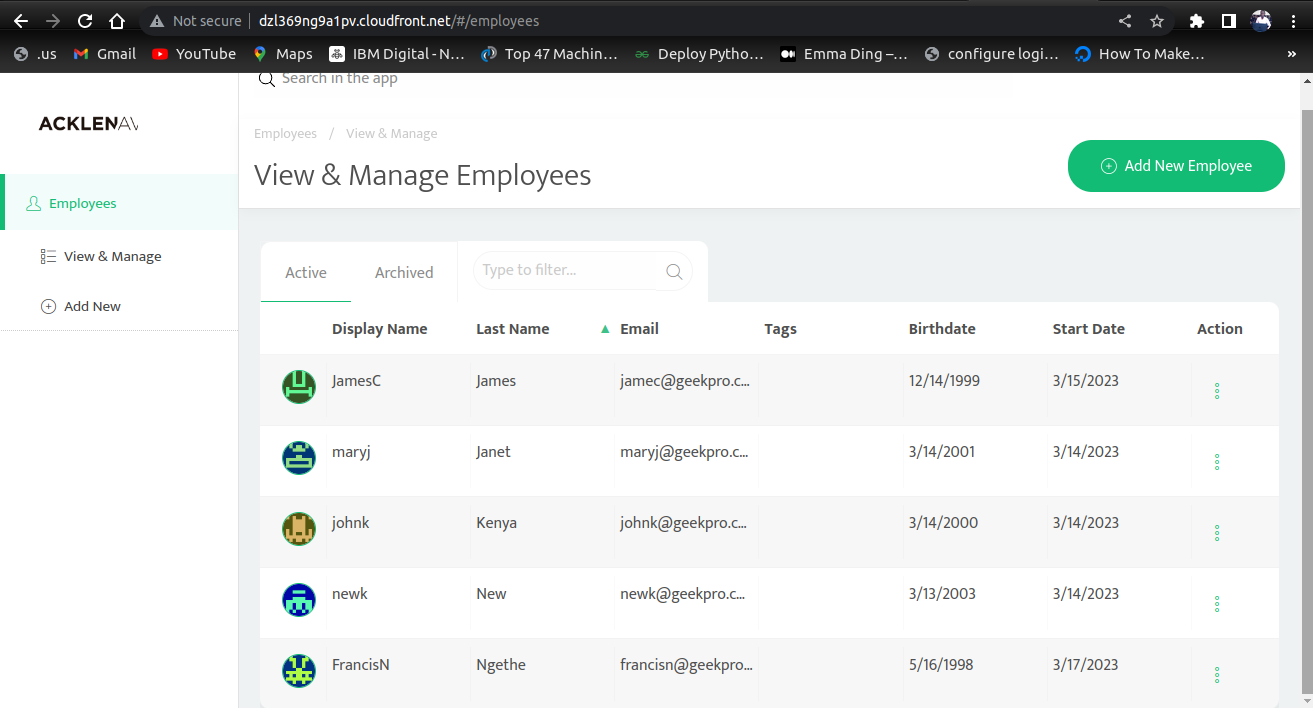 Not secure dzl369ng9a1pv.cloudfront.net/#/employees
.us Gmail YouTube Maps IBM Digital - N… Top 47 Machin… Deploy Pytho… Emma Ding –… configure logi… How To Make… »
Search in the app
ACKLENAV
Employees / View & Manage
View & Manage Employees
Add New Employee
Employees
View & Manage
Add New
Active Archived Type to filter...
Display Name Last Name ▲ Email Tags Birthdate Start Date Action
JamesC James jamec@geekpro.c... 12/14/1999 3/15/2023
maryj Janet maryj@geekpro.c... 3/14/2001 3/14/2023
johnk Kenya johnk@geekpro.c... 3/14/2000 3/14/2023
newk New newk@geekpro.c... 3/13/2003 3/14/2023
FrancisN Ngethe francisn@geekpro... 5/16/1998 3/17/2023